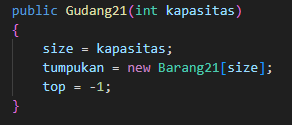 public Gudang21(int kapasitas)
{
    size = kapasitas;
    tumpukan = new Barang21[size];
    top = -1;
}